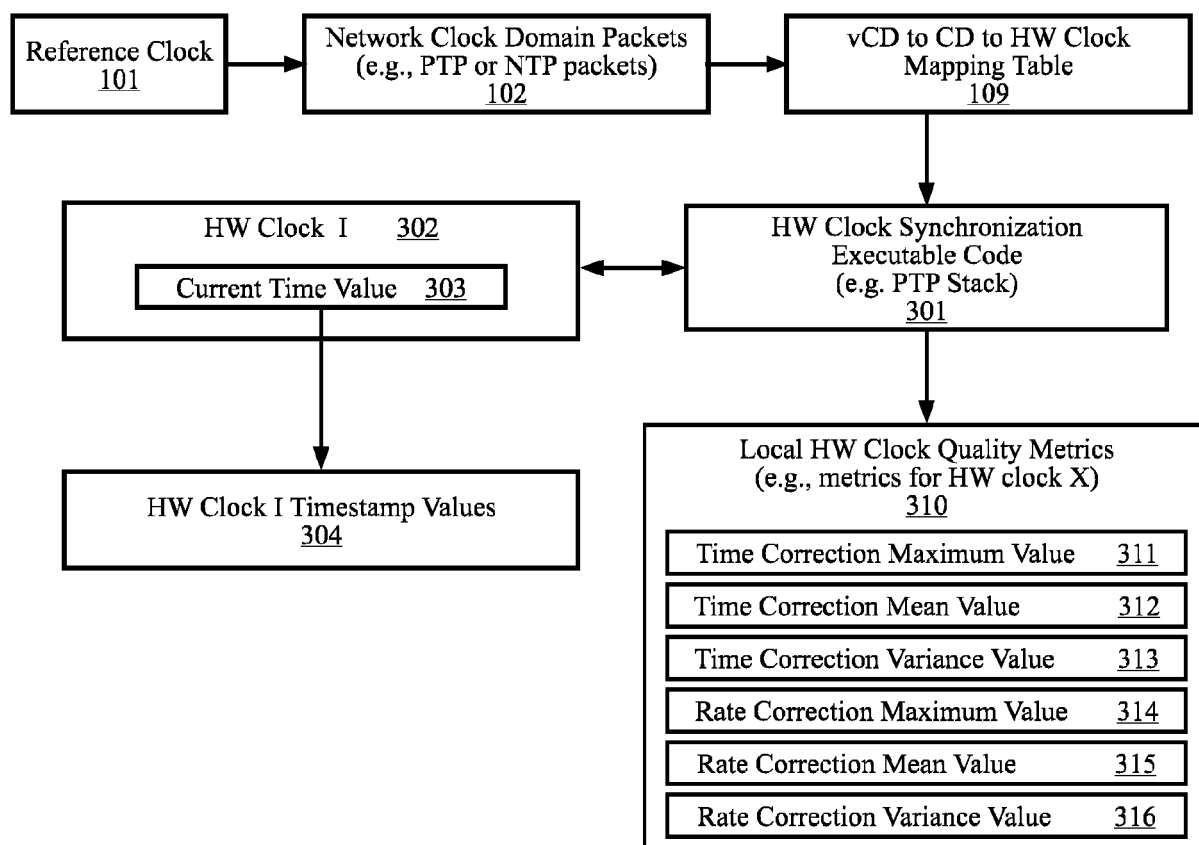 Reference Clock
101
Network Clock Domain Packets
(e.g., PTP or NTP packets)
102
vCD to CD to HW Clock
Mapping Table
109
HW Clock I 302
Current Time Value 303
HW Clock Synchronization
Executable Code
(e.g. PTP Stack)
301
HW Clock I Timestamp Values
304
Local HW Clock Quality Metrics
(e.g., metrics for HW clock X)
310
Time Correction Maximum Value 311
Time Correction Mean Value 312
Time Correction Variance Value 313
Rate Correction Maximum Value 314
Rate Correction Mean Value 315
Rate Correction Variance Value 316